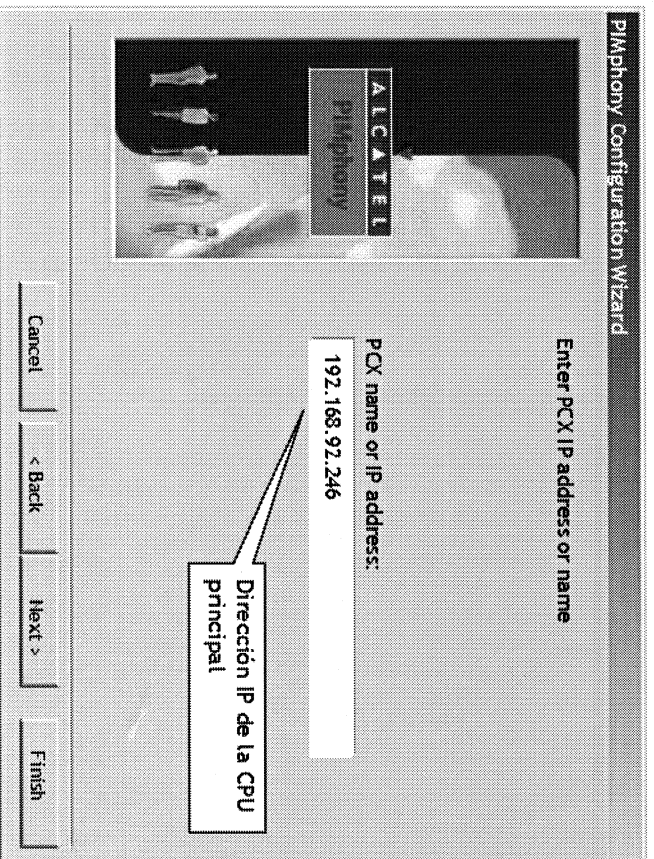 PIMphony Configuration Wizard
Enter PCX IP address or name
ALCATEL
PIMphony
PCX name or IP address:
192.168.92.246
Dirección IP de la CPU
principal
Cancel
< Back
Next >
Finish